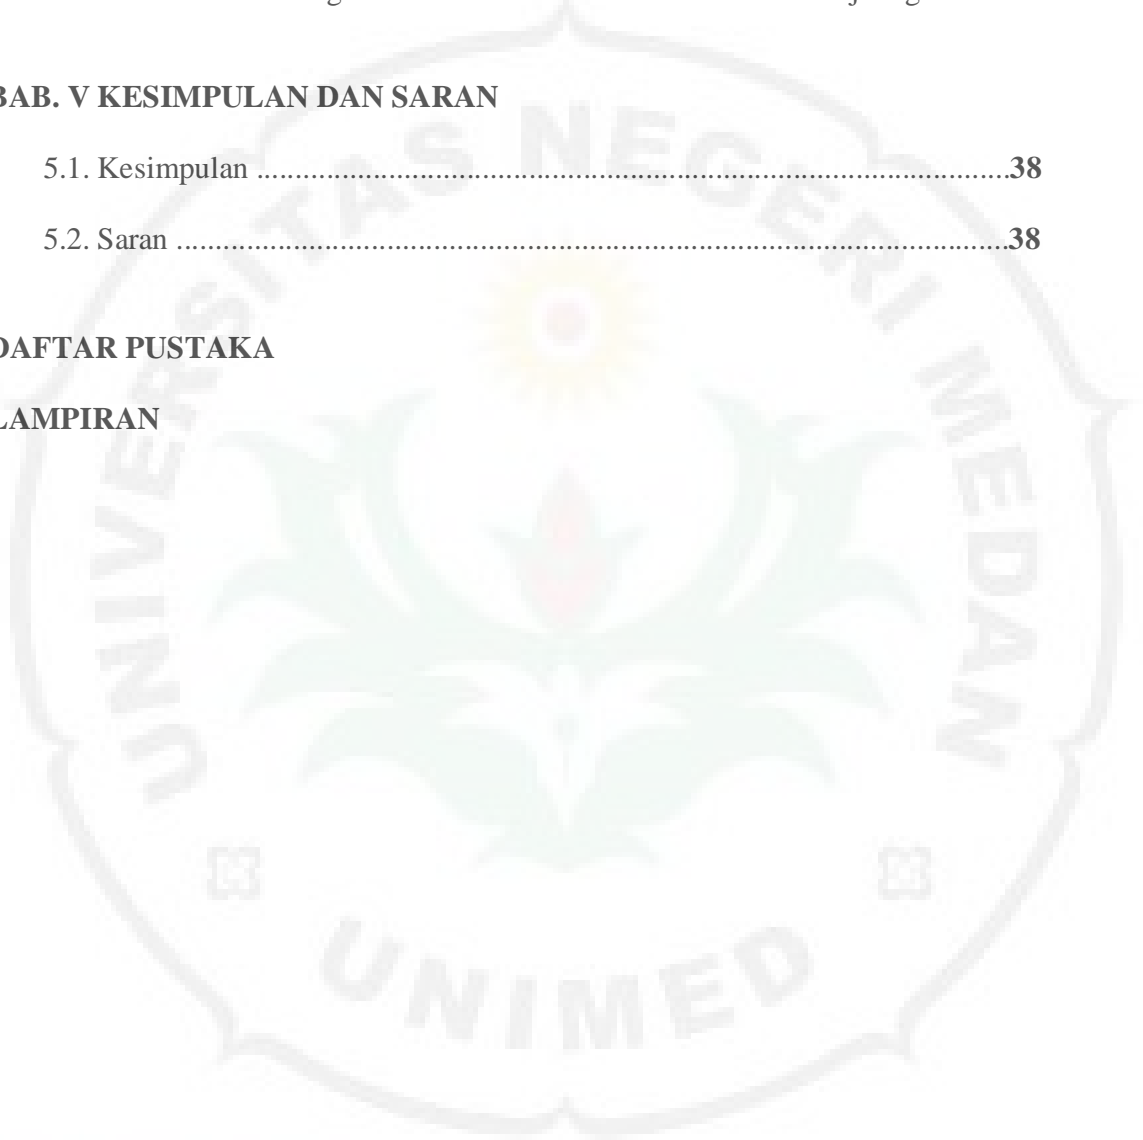 BAB. V KESIMPULAN DAN SARAN
5.1. Kesimpulan ................................................................................................38
5.2. Saran ..........................................................................................................38
DAFTAR PUSTAKA
LAMPIRAN
UNIVERSITAS NEGERI MEDAN
UNIMED